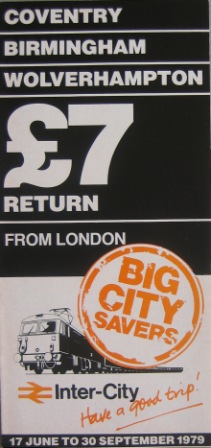 COVENTRY
BIRMINGHAM
WOLVERHAMPTON
£7
RETURN
FROM LONDON
BIG
CITY
SAVERS
Inter-City
Have a good trip!
17 JUNE TO 30 SEPTEMBER 1979